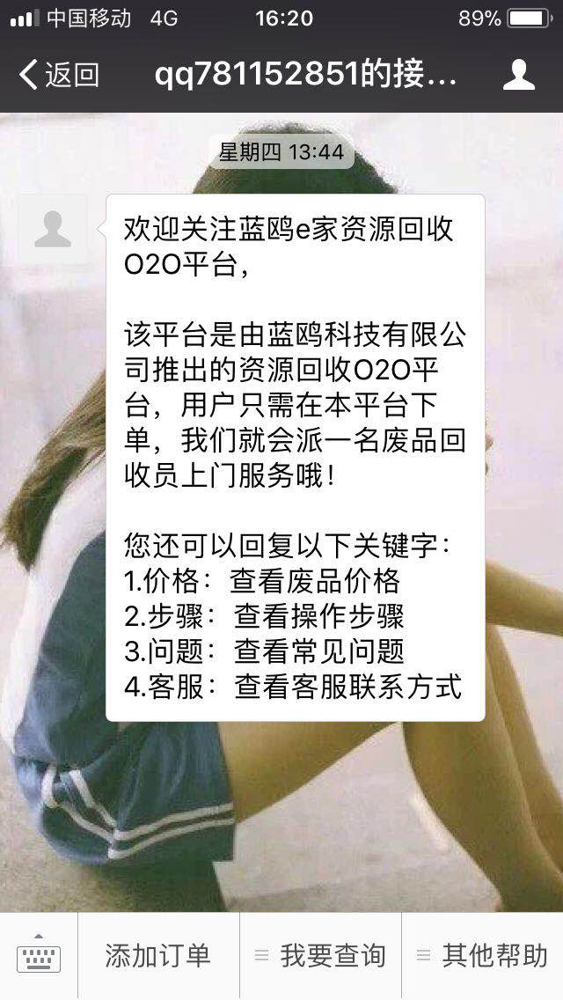 中国移动 4G 16:20 89%
返回 qq781152851的接...
星期四 13:44
欢迎关注蓝鸥e家资源回收
O2O平台，
该平台是由蓝鸥科技有限公
司推出的资源回收O2O平
台，用户只需在本平台下
单，我们就会派一名废品回
收员上门服务哦！
您还可以回复以下关键字：
1.价格：查看废品价格
2.步骤：查看操作步骤
3.问题：查看常见问题
4.客服：查看客服联系方式
添加订单 我要查询 其他帮助